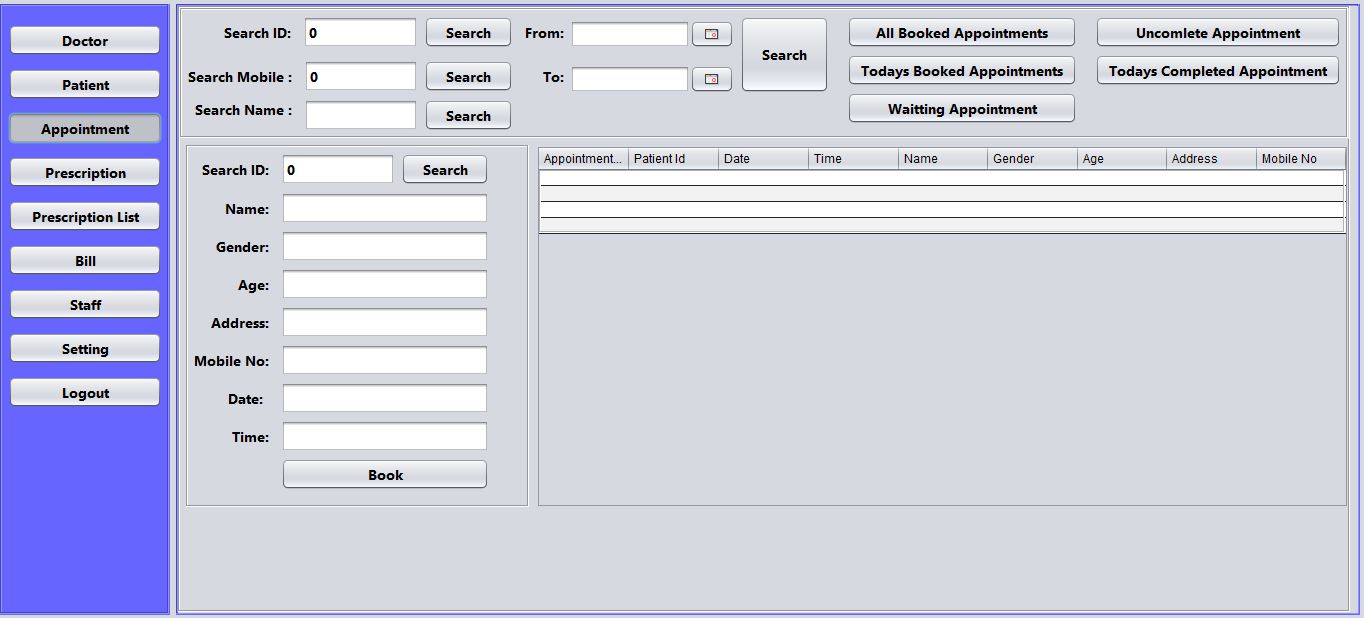 Doctor
Patient
Appointment
Prescription
Prescription List
Bill
Staff
Setting
Logout
Search ID: 0 Search From: Search All Booked Appointments Uncomlete Appointment
Search Mobile : 0 Search To: Todays Booked Appointments Todays Completed Appointment
Search Name : Search Waitting Appointment
Search ID: 0 Search
Name:
Gender:
Age:
Address:
Mobile No:
Date:
Time:
Book
Appointment... Patient Id Date Time Name Gender Age Address Mobile No